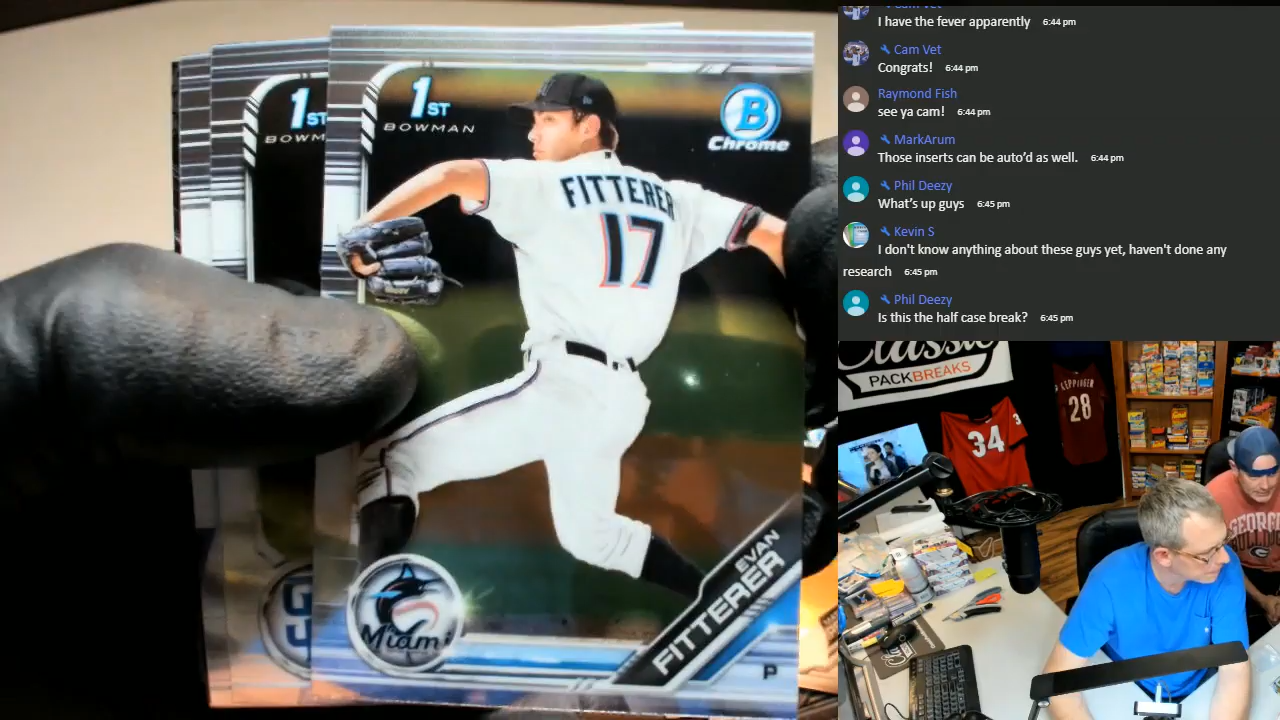 1ST
BOWM
1ST
BOWMAN
B
Chrome
FITTERER
17
Miami
EVAN
FITTERER
P
Cam Vet
I have the fever apparently 6:44 pm
Cam Vet
Congrats! 6:44 pm
Raymond Fish
see ya cam! 6:44 pm
MarkArum
Those inserts can be auto'd as well. 6:44 pm
Phil Deezy
What's up guys 6:45 pm
Kevin S
I don't know anything about these guys yet, haven't done any
research 6:45 pm
Phil Deezy
Is this the half case break? 6:45 pm
Classic
PACKBREAKS
34
LEPPINGER
28
GEORG